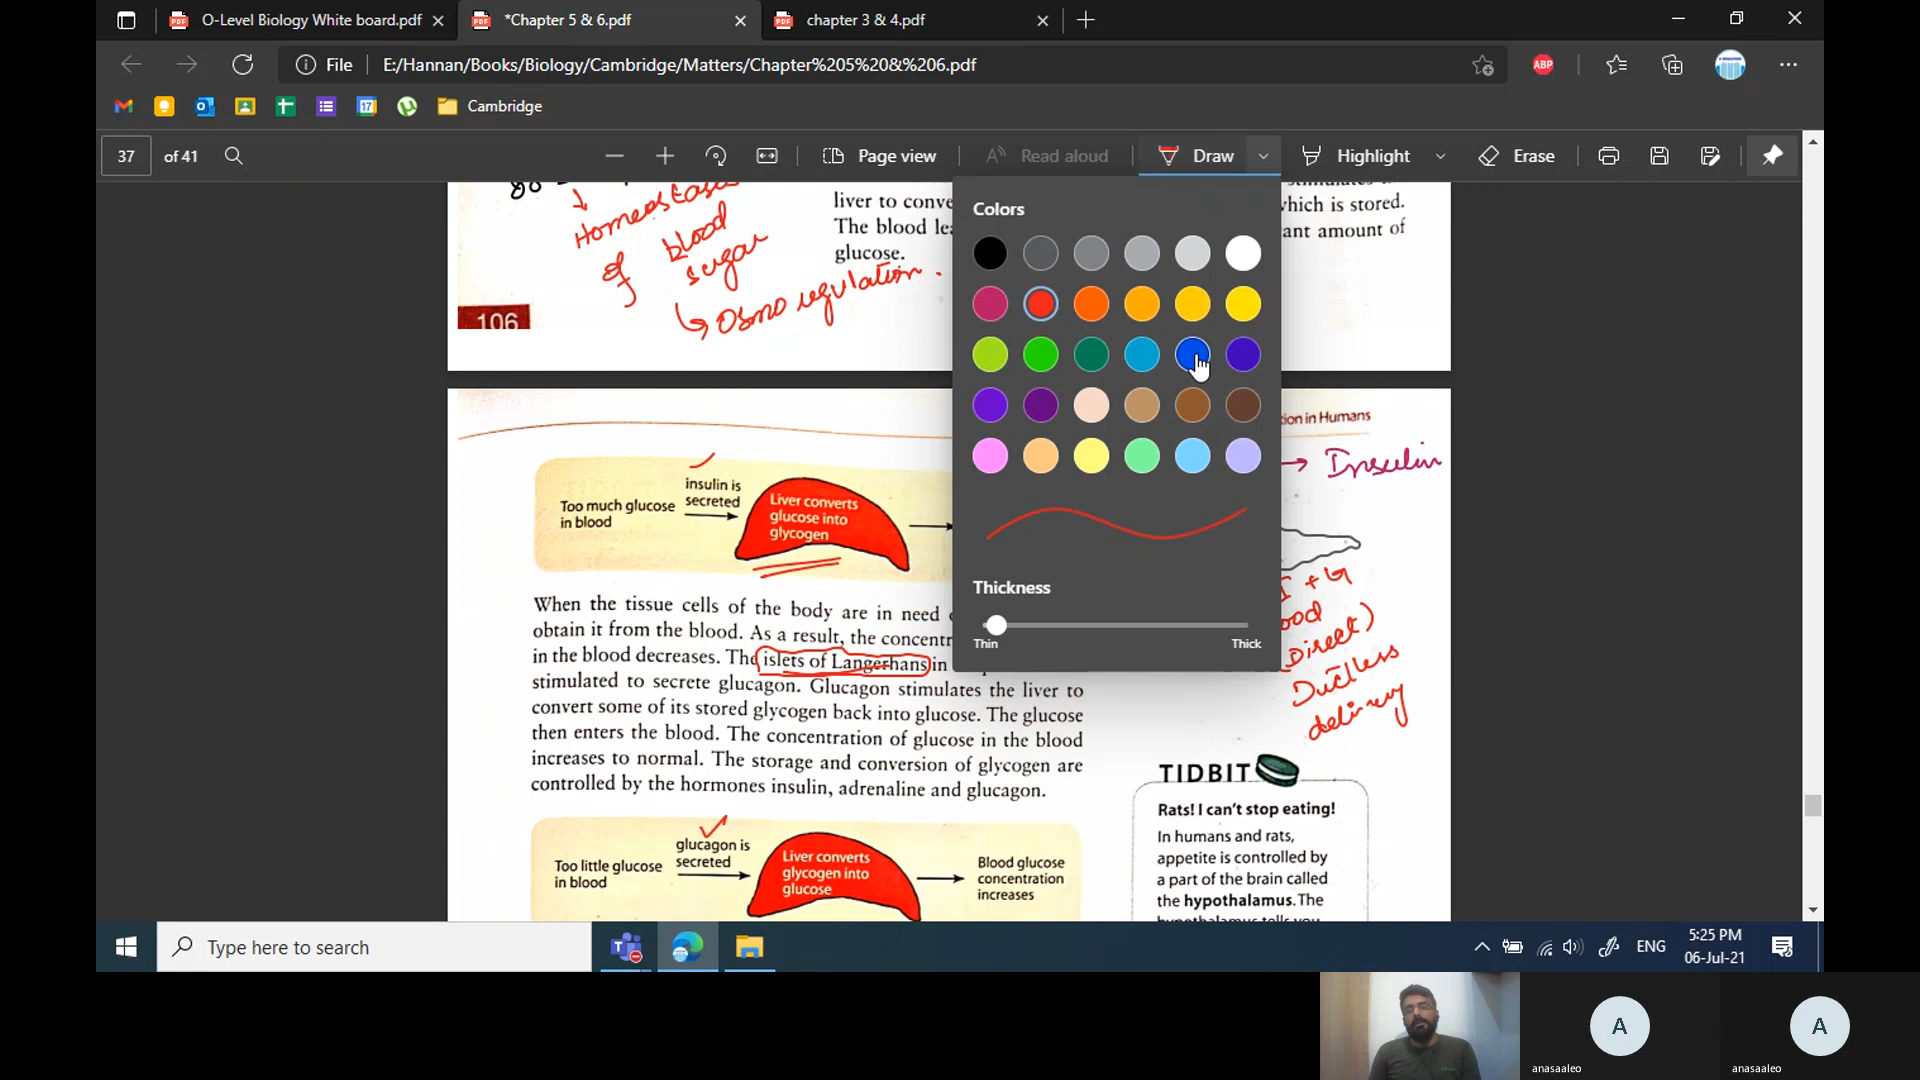 O-Level Biology White board.pdf
*Chapter 5 & 6.pdf
chapter 3 & 4.pdf
File
E:/Hannan/Books/Biology/Cambridge/Matters/Chapter%205%20&%206.pdf
ABP
Cambridge
37 of 41
Page view
Read aloud
Draw
Highlight
Erase
liver to conve
The blood lea
glucose.
which is stored.
ant amount of
Homeostasis
of
blood
sugar
Osmo regulation.
106
Colors
Thickness
Thin
Thick
tion in Humans
→ Insulin
Too much glucose
in blood
insulin is
secreted
Liver converts
glucose into
glycogen
I + G
ood
(Direct)
Ductless
delivery
When the tissue cells of the body are in need
obtain it from the blood. As a result, the concentr
in the blood decreases. The islets of Langerhans in
stimulated to secrete glucagon. Glucagon stimulates the liver to
convert some of its stored glycogen back into glucose. The glucose
then enters the blood. The concentration of glucose in the blood
increases to normal. The storage and conversion of glycogen are
controlled by the hormones insulin, adrenaline and glucagon.
Too little glucose
in blood
glucagon is
secreted
Liver converts
glycogen into
glucose
Blood glucose
concentration
increases
TIDBIT
Rats! I can't stop eating!
In humans and rats,
appetite is controlled by
a part of the brain called
the hypothalamus. The
hypothalamus tells you
Type here to search
ENG
5:25 PM
06-Jul-21
A
anasaaleo
A
anasaaleo